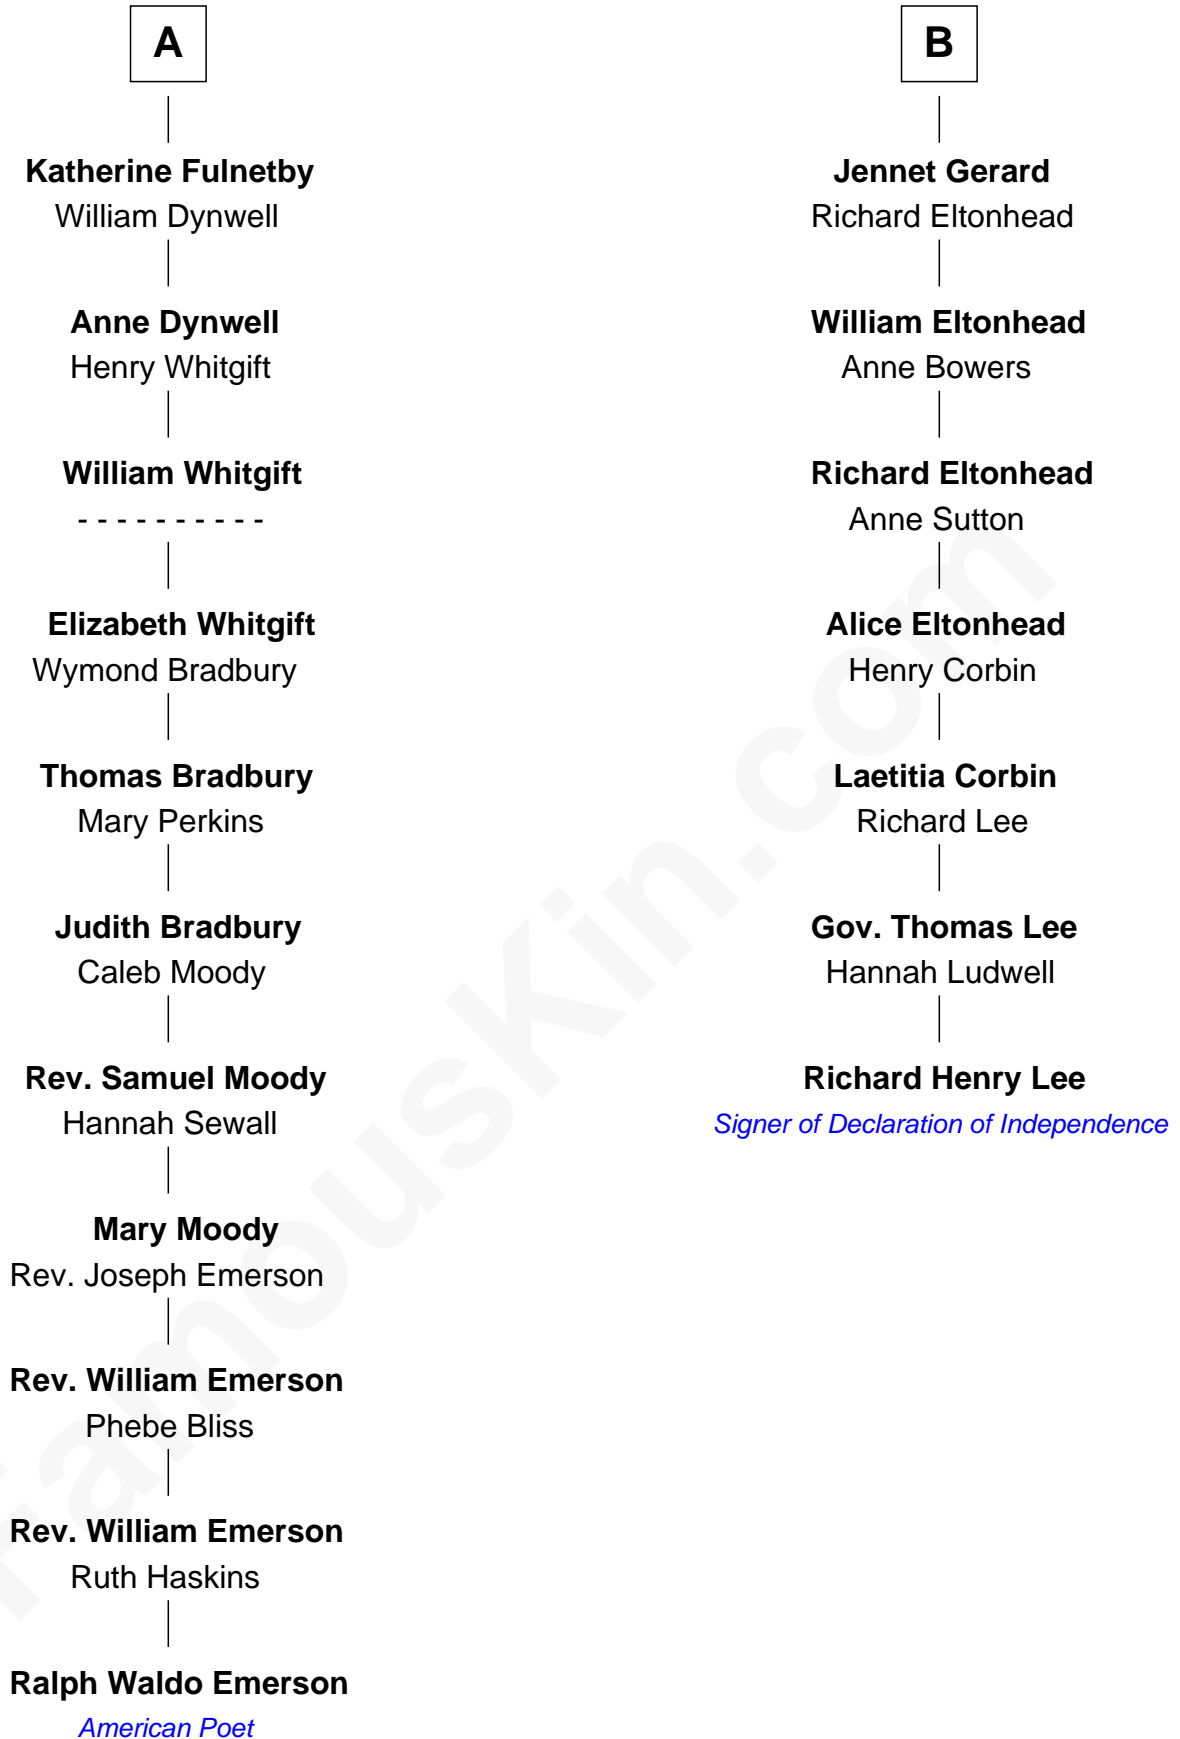 A
Katherine Fulnetby
William Dynwell
Anne Dynwell
Henry Whitgift
William Whitgift
- - - - - - - - - -
Elizabeth Whitgift
Wymond Bradbury
Thomas Bradbury
Mary Perkins
Judith Bradbury
Caleb Moody
Rev. Samuel Moody
Hannah Sewall
Mary Moody
Rev. Joseph Emerson
Rev. William Emerson
Phebe Bliss
Rev. William Emerson
Ruth Haskins
Ralph Waldo Emerson
American Poet
B
Jennet Gerard
Richard Eltonhead
William Eltonhead
Anne Bowers
Richard Eltonhead
Anne Sutton
Alice Eltonhead
Henry Corbin
Laetitia Corbin
Richard Lee
Gov. Thomas Lee
Hannah Ludwell
Richard Henry Lee
Signer of Declaration of Independence
FamousKin.com